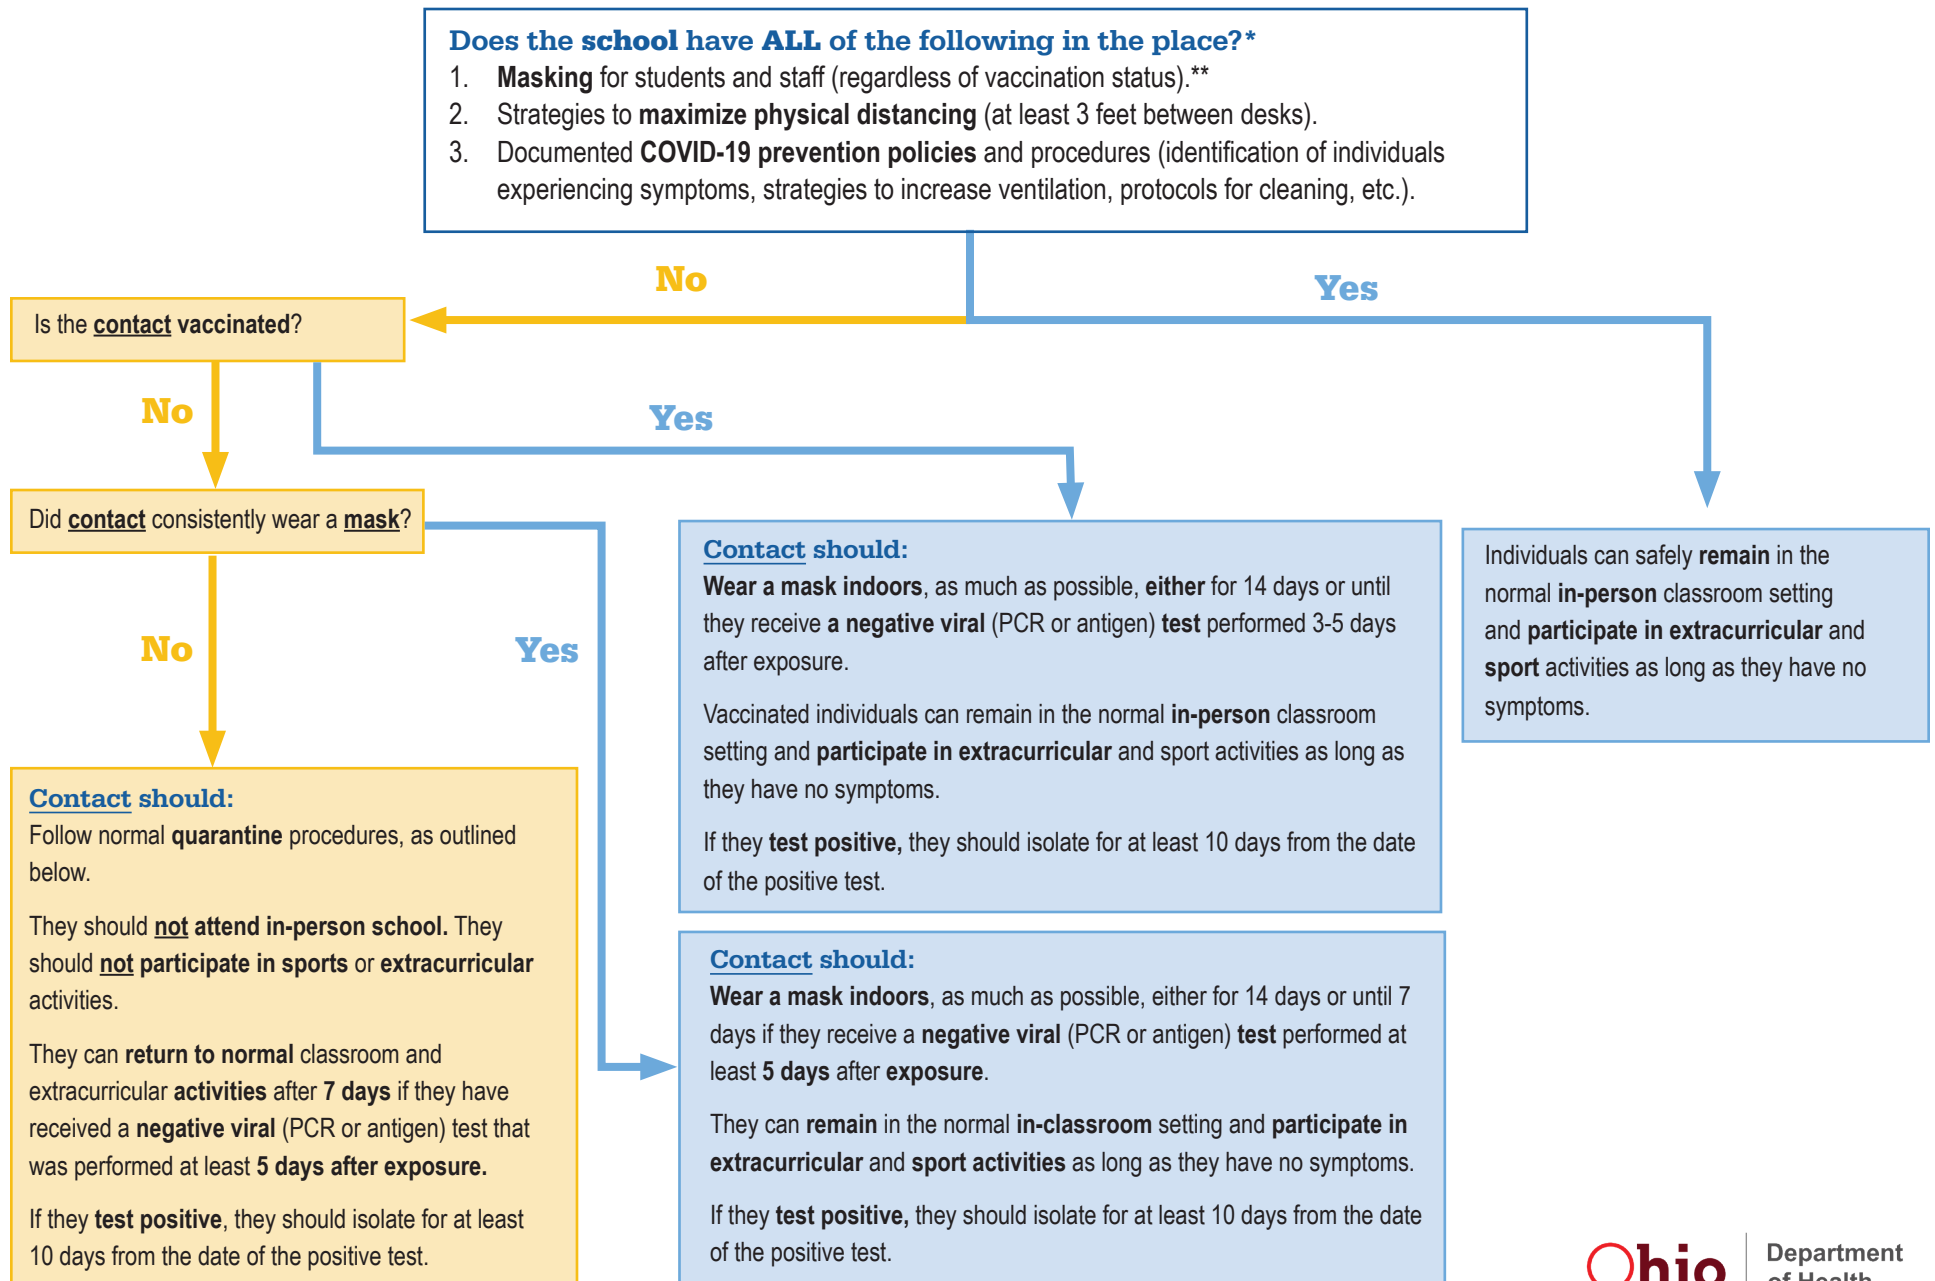 Does the school have ALL of the following in the place?*
1. Masking for students and staff (regardless of vaccination status).**
2. Strategies to maximize physical distancing (at least 3 feet between desks).
3. Documented COVID-19 prevention policies and procedures (identification of individuals
experiencing symptoms, strategies to increase ventilation, protocols for cleaning, etc.).
No
Yes
Is the contact vaccinated?
No
Yes
Did contact consistently wear a mask?
No
Yes
Contact should:
Wear a mask indoors, as much as possible, either for 14 days or until
they receive a negative viral (PCR or antigen) test performed 3-5 days
after exposure.
Vaccinated individuals can remain in the normal in-person classroom
setting and participate in extracurricular and sport activities as long as
they have no symptoms.
If they test positive, they should isolate for at least 10 days from the date
of the positive test.
Individuals can safely remain in the
normal in-person classroom setting
and participate in extracurricular and
sport activities as long as they have no
symptoms.
Contact should:
Follow normal quarantine procedures, as outlined
below.
They should not attend in-person school. They
should not participate in sports or extracurricular
activities.
They can return to normal classroom and
extracurricular activities after 7 days if they have
received a negative viral (PCR or antigen) test that
was performed at least 5 days after exposure.
If they test positive, they should isolate for at least
10 days from the date of the positive test.
Contact should:
Wear a mask indoors, as much as possible, either for 14 days or until 7
days if they receive a negative viral (PCR or antigen) test performed at
least 5 days after exposure.
They can remain in the normal in-classroom setting and participate in
extracurricular and sport activities as long as they have no symptoms.
If they test positive, they should isolate for at least 10 days from the date
of the positive test.
Ohio
Department
of Health